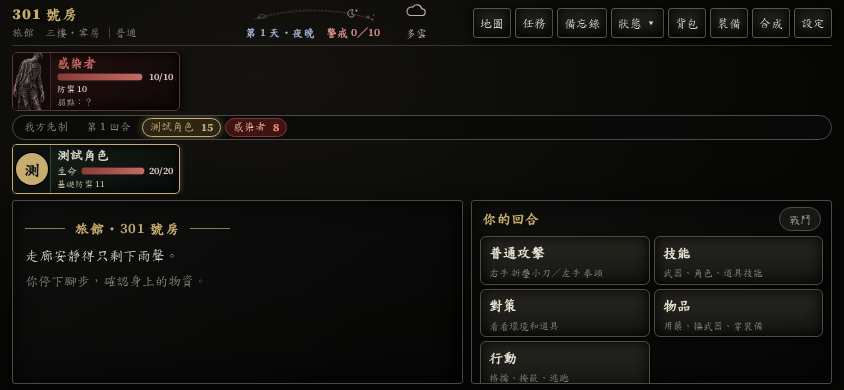 301 號房
旅館 三樓・客房 | 普通
第 1 天・夜晚 警戒 0/10
多雲
地圖 任務 備忘錄 狀態 ▼ 背包 裝備 合成 設定
感染者
10/10
防禦 10
弱點：？
我方先制 第 1 回合 測試角色 15 感染者 8
測
測試角色
生命 20/20
基礎防禦 11
旅館・301 號房
走廊安靜得只剩下雨聲。
你停下腳步，確認身上的物資。
你的回合 戰鬥
普通攻擊
右手 折疊小刀／左手 拳頭
技能
武器、角色、道具技能
對策
看看環境和道具
物品
用藥、換武器、穿裝備
行動
格擋、掩蔽、逃跑